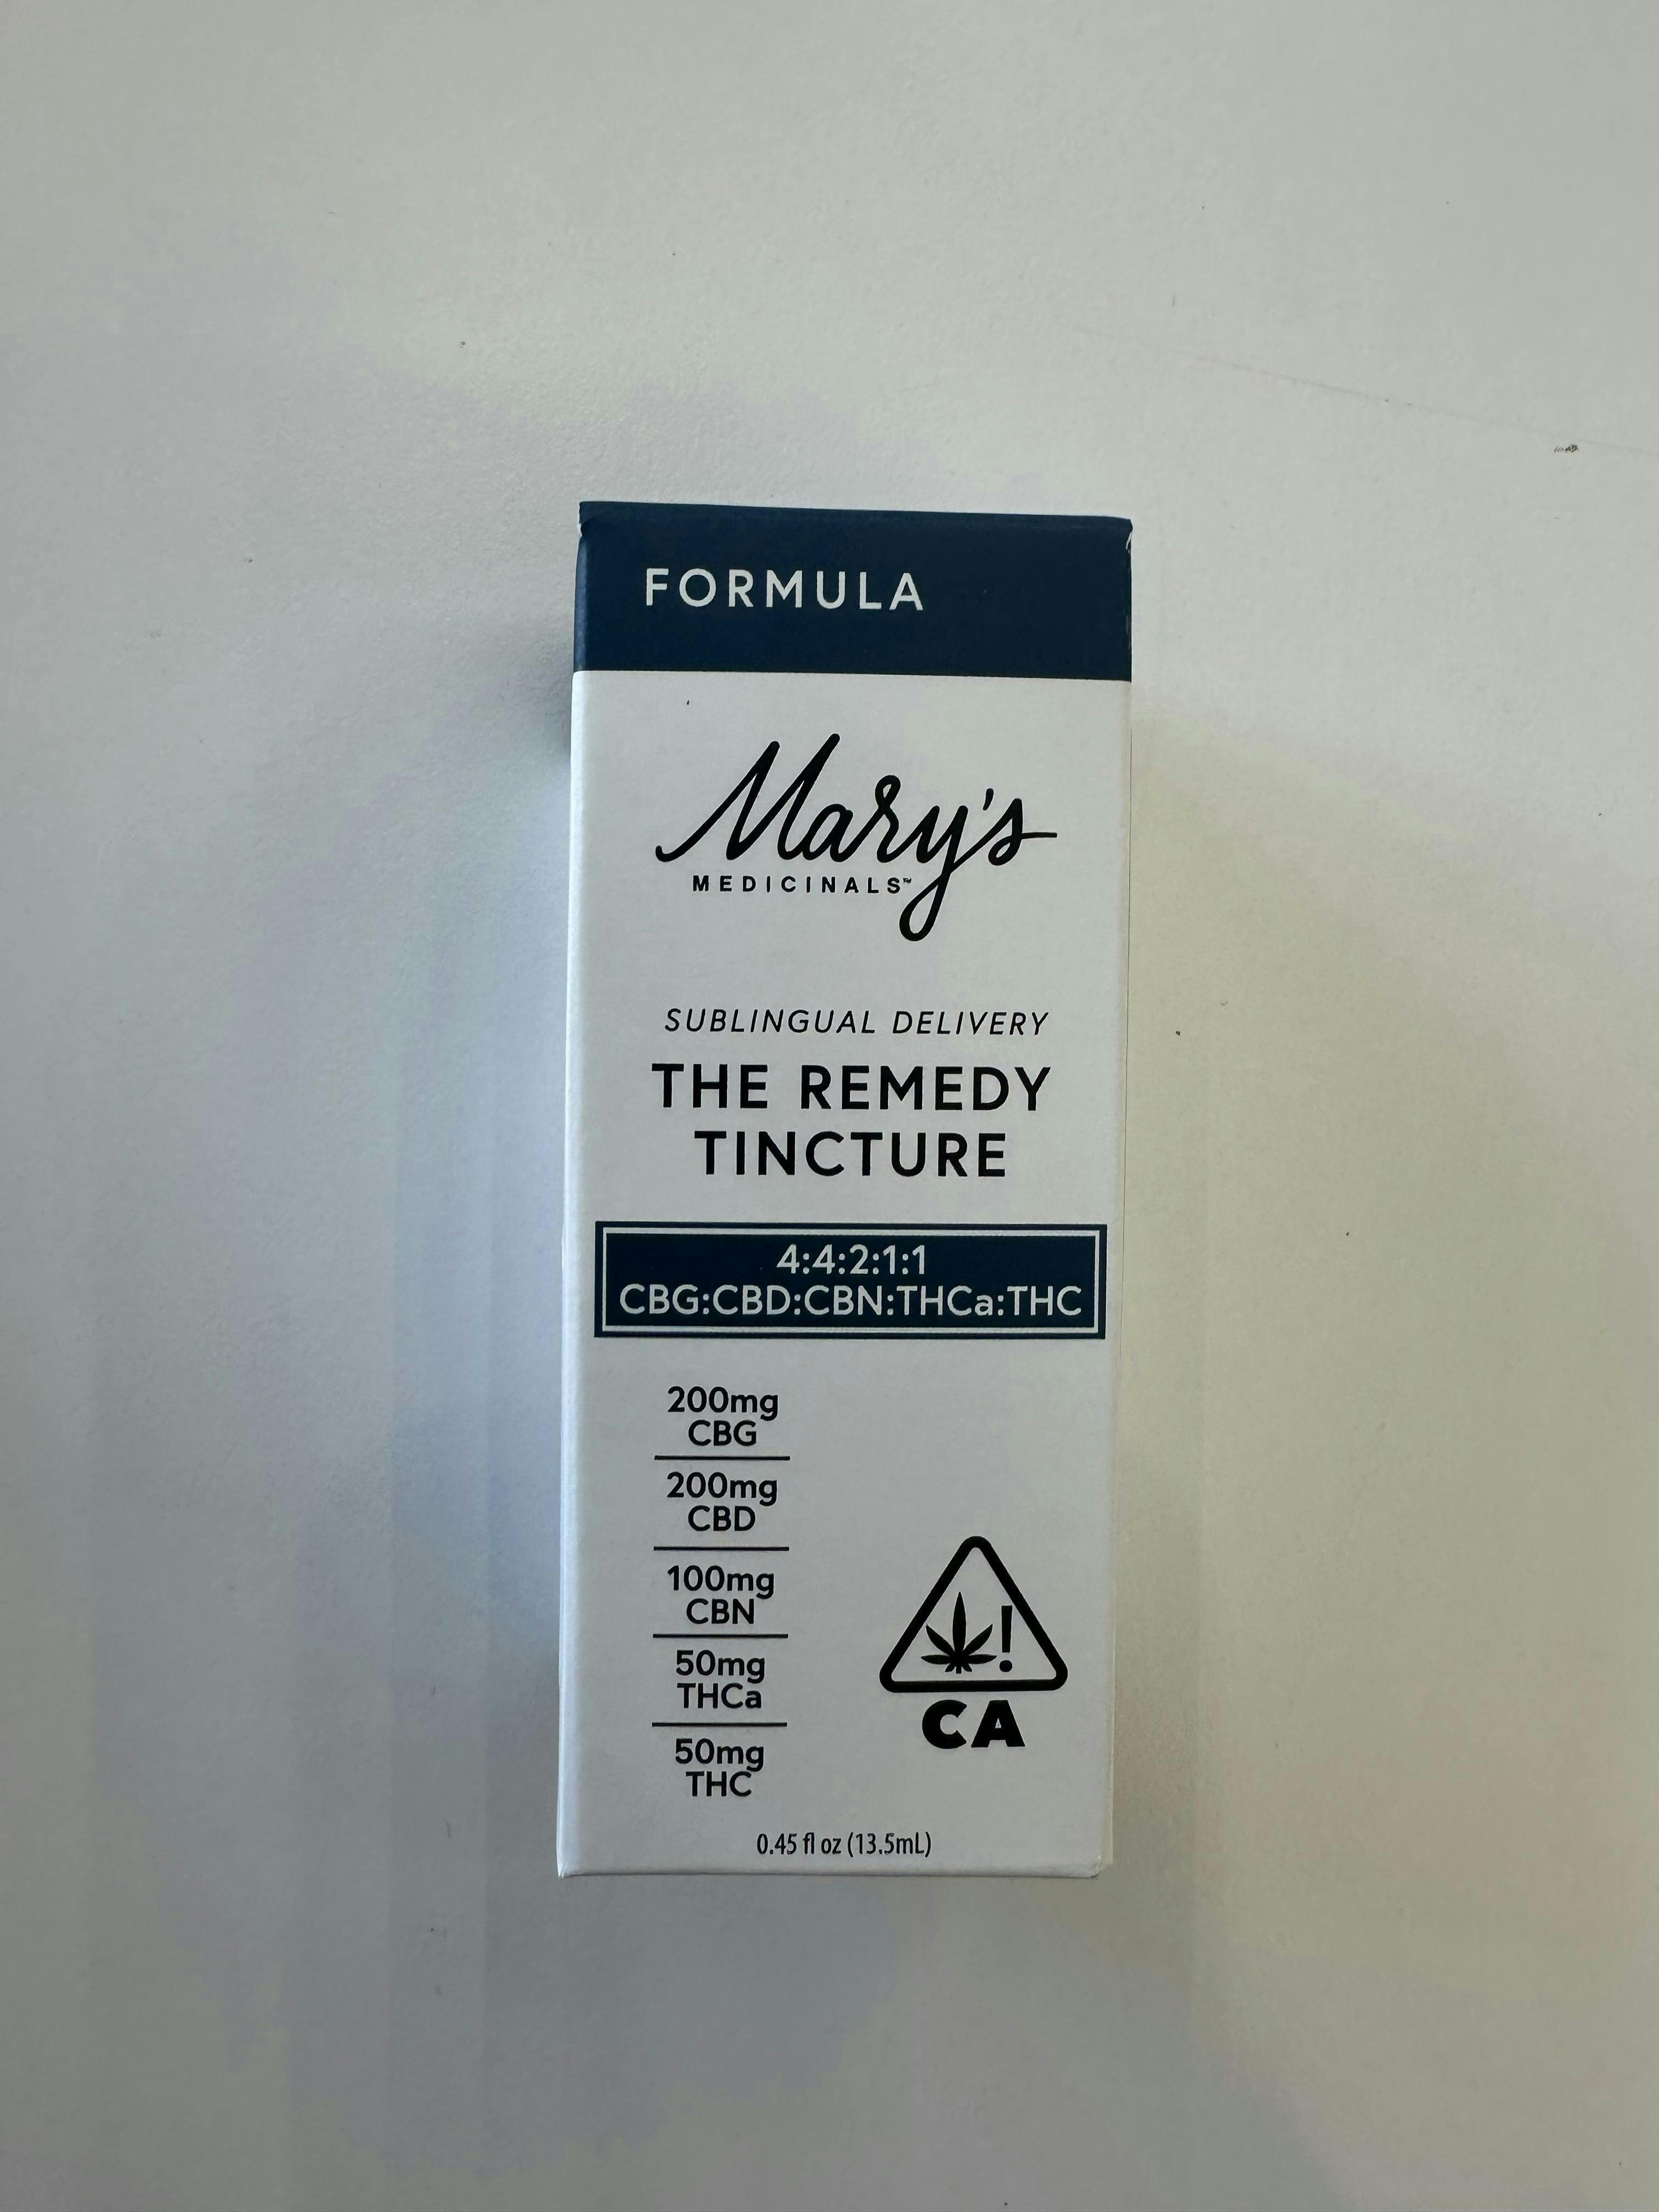 FORMULA
Mary's
MEDICINALS™
SUBLINGUAL DELIVERY
THE REMEDY
TINCTURE
4:4:2:1:1
CBG:CBD:CBN:THCa:THC
200mg
CBG
200mg
CBD
100mg
CBN
50mg
THCa
50mg
THC
!
CA
0.45 fl oz (13.5mL)